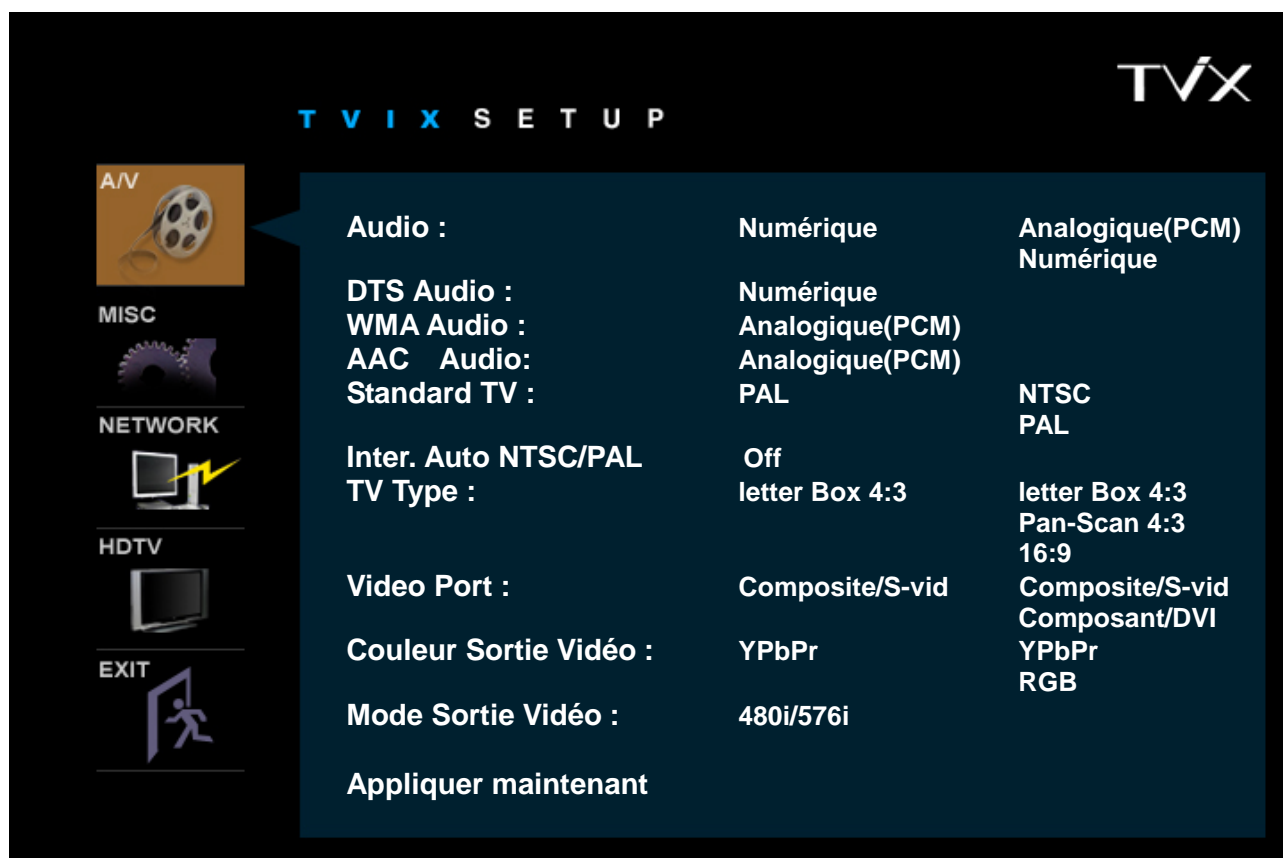 TViX
TVIX SETUP
A/V
MISC
NETWORK
HDTV
EXIT
Audio : Numérique Analogique(PCM)
Numérique
DTS Audio : Numérique
WMA Audio : Analogique(PCM)
AAC Audio: Analogique(PCM)
Standard TV : PAL NTSC
PAL
Inter. Auto NTSC/PAL Off
TV Type : letter Box 4:3 letter Box 4:3
Pan-Scan 4:3
16:9
Video Port : Composite/S-vid Composite/S-vid
Composant/DVI
Couleur Sortie Vidéo : YPbPr YPbPr
RGB
Mode Sortie Vidéo : 480i/576i
Appliquer maintenant